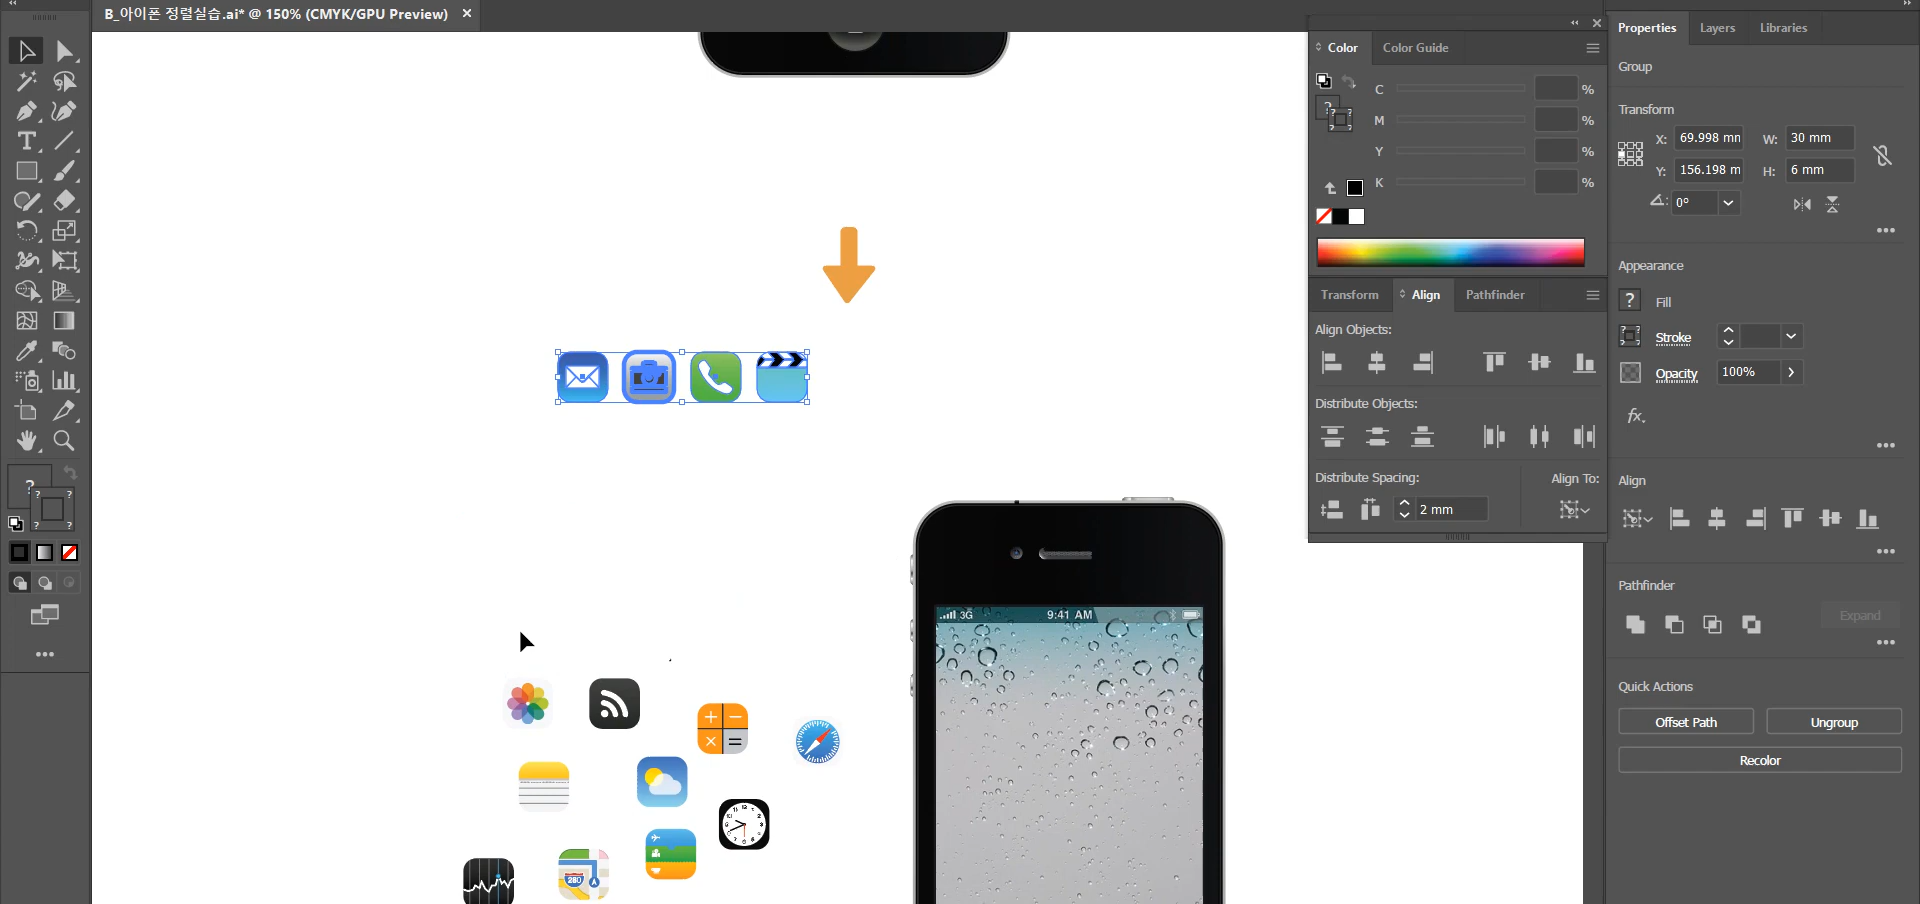 B_아이폰 정렬실습.ai* @ 150% (CMYK/GPU Preview)
Color
Color Guide
C
%
M
%
Y
%
K
%
Transform
Align
Pathfinder
Align Objects:
Distribute Objects:
Distribute Spacing:
Align To:
2 mm
Properties
Layers
Libraries
Group
Transform
X:
69.998 mm
W:
30 mm
Y:
156.198 m
H:
6 mm
0°
Appearance
?
Fill
Stroke
Opacity
100%
fx
Align
Pathfinder
Expand
Quick Actions
Offset Path
Ungroup
Recolor
3G
9:41 AM
280